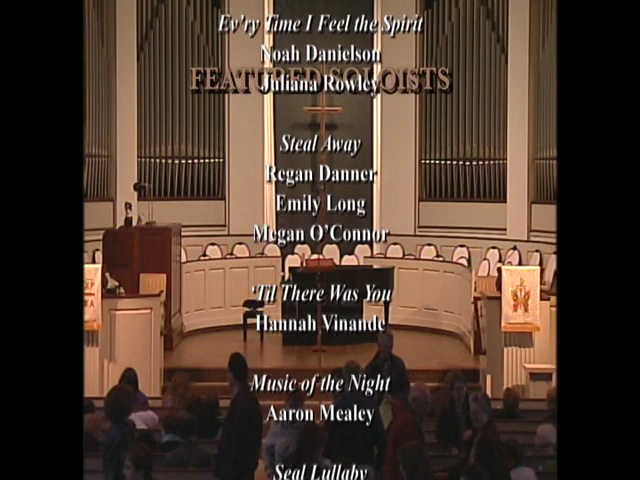 Ev'ry Time I Feel the Spirit
Noah Danielson
FEATURED SOLOISTS
Juliana Rowley
Steal Away
Regan Danner
Emily Long
Megan O'Connor
'Til There Was You
Hannah Vinande
Music of the Night
Aaron Mealey
Seal Lullaby